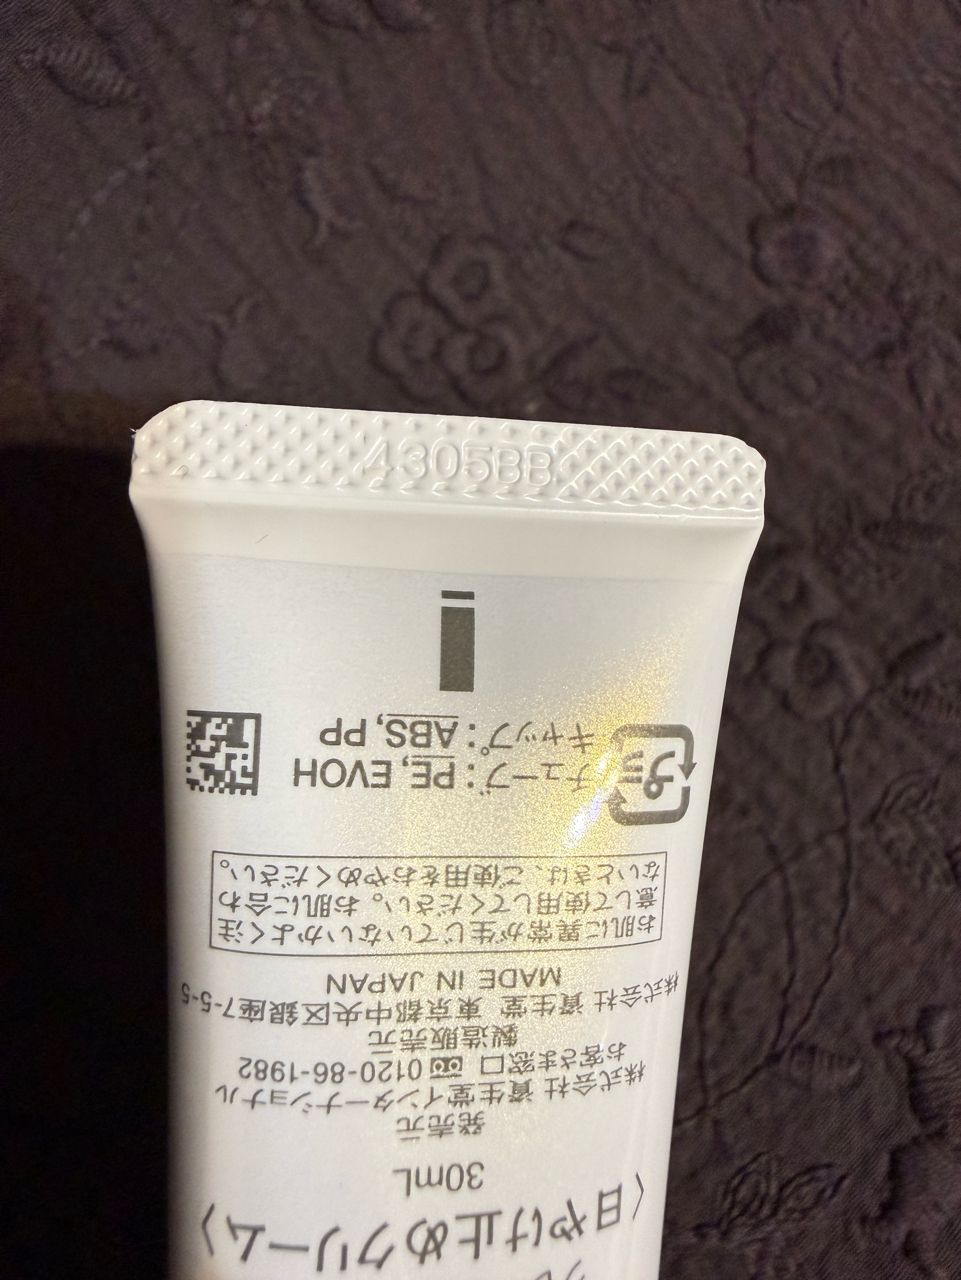 4305BB
〈日やけ止めクリーム〉
30mL
発売元
株式会社 資生堂インターナショナル
お客さま窓口 0120-86-1982
製造販売元
株式会社 資生堂 東京都中央区銀座7-5-5
MADE IN JAPAN
お肌に異常が生じていないかよく注
意して使用してください。お肌に合わ
ないときは、ご使用をおやめください。
プラ
チューブ：PE,EVOH
キャップ：ABS,PP